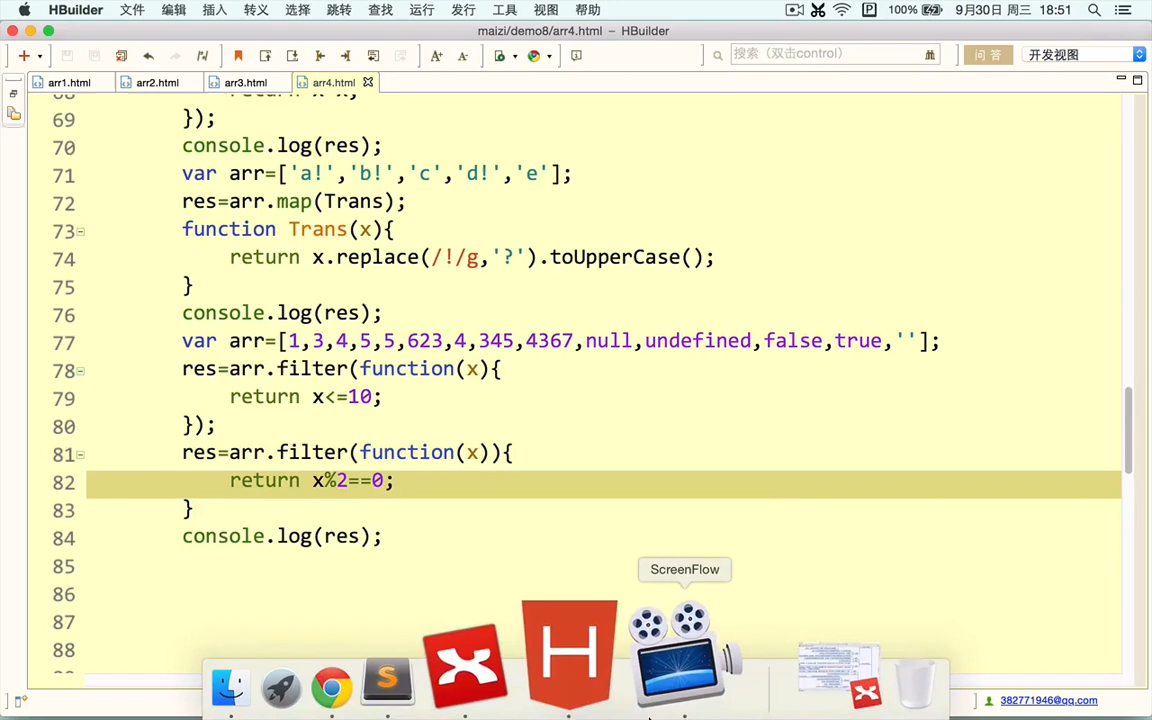 HBuilder 文件 编辑 插入 转义 选择 跳转 查找 运行 发行 工具 视图 帮助 100% 9月30日 周三 18:51
maizi/demo8/arr4.html – HBuilder
搜索（双击control） 问 答 开发视图
arr1.html arr2.html arr3.html arr4.html
69 });
70 console.log(res);
71 var arr=['a!','b!','c','d!','e'];
72 res=arr.map(Trans);
73 function Trans(x){
74 return x.replace(/!/g,'?').toUpperCase();
75 }
76 console.log(res);
77 var arr=[1,3,4,5,5,623,4,345,4367,null,undefined,false,true,''];
78 res=arr.filter(function(x){
79 return x<=10;
80 });
81 res=arr.filter(function(x)){
82 return x%2==0;
83 }
84 console.log(res);
85
86
87
88
ScreenFlow
382771946@qq.com